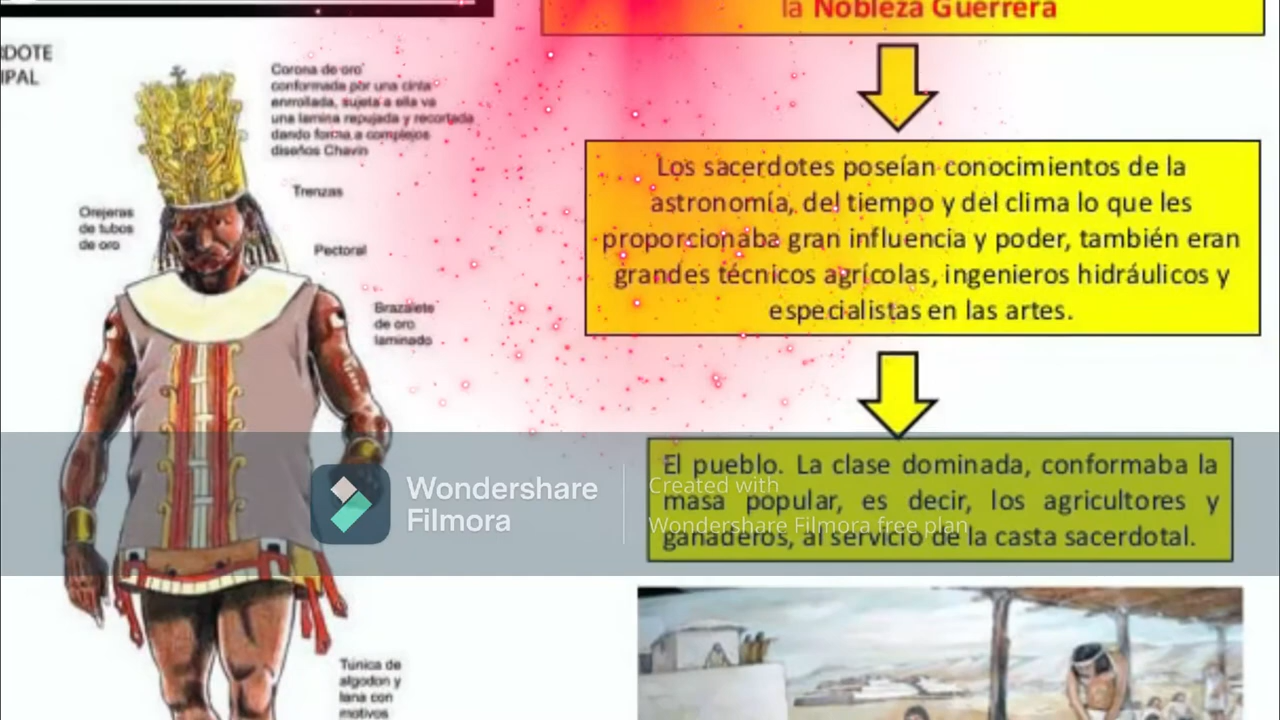 la Nobleza Guerrera
RDOTE
IPAL
Corona de oro
conformada por una cinta
enrrollada, sujeta a ella va
una lamina repujada y recortada
dando forma a complejos
diseños Chavin
Trenzas
Orejeras
de tubos
de oro
Pectoral
Brazalete
de oro
laminado
Los sacerdotes poseían conocimientos de la
astronomía, del tiempo y del clima lo que les
proporcionaba gran influencia y poder, también eran
grandes técnicos agrícolas, ingenieros hidráulicos y
especialistas en las artes.
El pueblo. La clase dominada, conformaba la
masa popular, es decir, los agricultores y
ganaderos, al servicio de la casta sacerdotal.
Wondershare
Filmora
Created with
Wondershare Filmora free plan
Túnica de
algodon y
lana con
motivos